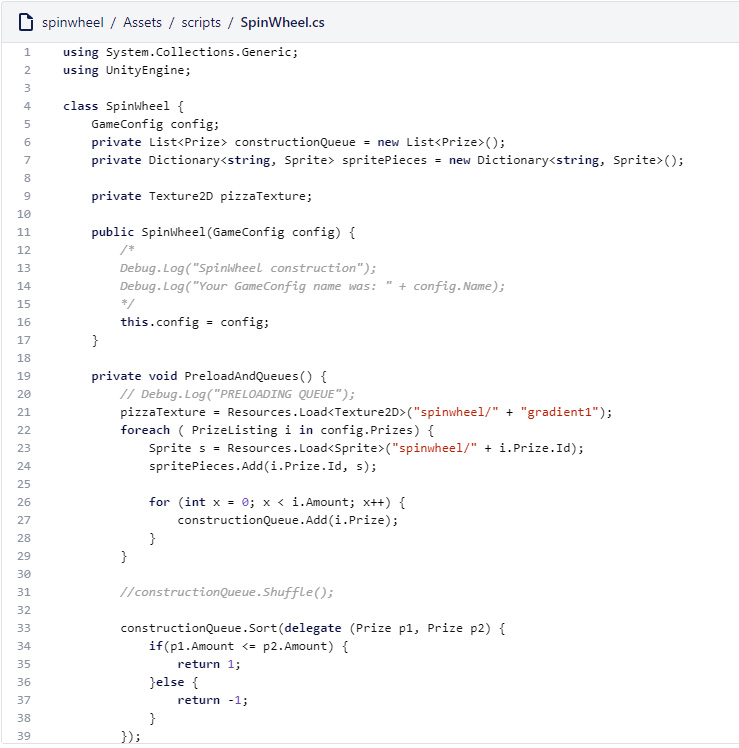 spinwheel / Assets / scripts / SpinWheel.cs
1 using System.Collections.Generic;
2 using UnityEngine;
3
4 class SpinWheel {
5 GameConfig config;
6 private List<Prize> constructionQueue = new List<Prize>();
7 private Dictionary<string, Sprite> spritePieces = new Dictionary<string, Sprite>();
8
9 private Texture2D pizzaTexture;
10
11 public SpinWheel(GameConfig config) {
12 /*
13 Debug.Log("SpinWheel construction");
14 Debug.Log("Your GameConfig name was: " + config.Name);
15 */
16 this.config = config;
17 }
18
19 private void PreloadAndQueues() {
20 // Debug.Log("PRELOADING QUEUE");
21 pizzaTexture = Resources.Load<Texture2D>("spinwheel/" + "gradient1");
22 foreach ( PrizeListing i in config.Prizes) {
23 Sprite s = Resources.Load<Sprite>("spinwheel/" + i.Prize.Id);
24 spritePieces.Add(i.Prize.Id, s);
25
26 for (int x = 0; x < i.Amount; x++) {
27 constructionQueue.Add(i.Prize);
28 }
29 }
30
31 //constructionQueue.Shuffle();
32
33 constructionQueue.Sort(delegate (Prize p1, Prize p2) {
34 if(p1.Amount <= p2.Amount) {
35 return 1;
36 }else {
37 return -1;
38 }
39 });